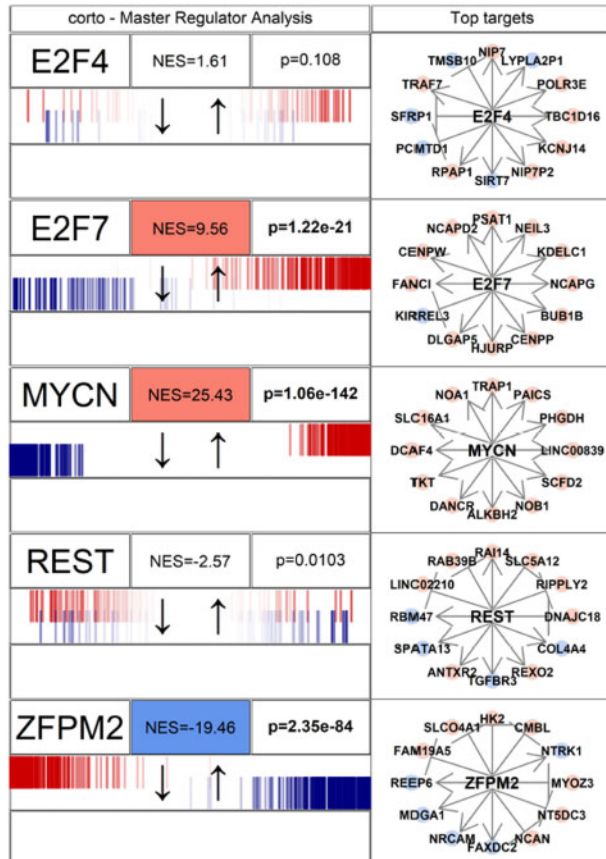 corto - Master Regulator Analysis
Top targets
E2F4
NES=1.61
p=0.108
NIP7
TMSB10
LYPLA2P1
TRAF7
POLR3E
SFRP1
E2F4
TBC1D16
PCMTD1
KCNJ14
RPAP1
NIP7P2
SIRT7
E2F7
NES=9.56
p=1.22e-21
PSAT1
NCAPD2
NEIL3
CENPW
KDELC1
FANCI
E2F7
NCAPG
KIRREL3
BUB1B
DLGAP5
CENPP
HJURP
MYCN
NES=25.43
p=1.06e-142
TRAP1
NOA1
PAICS
SLC16A1
PHGDH
DCAF4
MYCN
LINC00839
TKT
SCFD2
DANCR
NOB1
ALKBH2
REST
NES=-2.57
p=0.0103
RAI14
RAB39B
SLC5A12
LINC02210
RIPPLY2
RBM47
REST
DNAJC18
SPATA13
COL4A4
ANTXR2
REXO2
TGFBR3
ZFPM2
NES=-19.46
p=2.35e-84
HK2
SLCO4A1
CMBL
FAM19A5
NTRK1
REEP6
ZFPM2
MYOZ3
MDGA1
NT5DC3
NRCAM
NCAN
FAXDC2